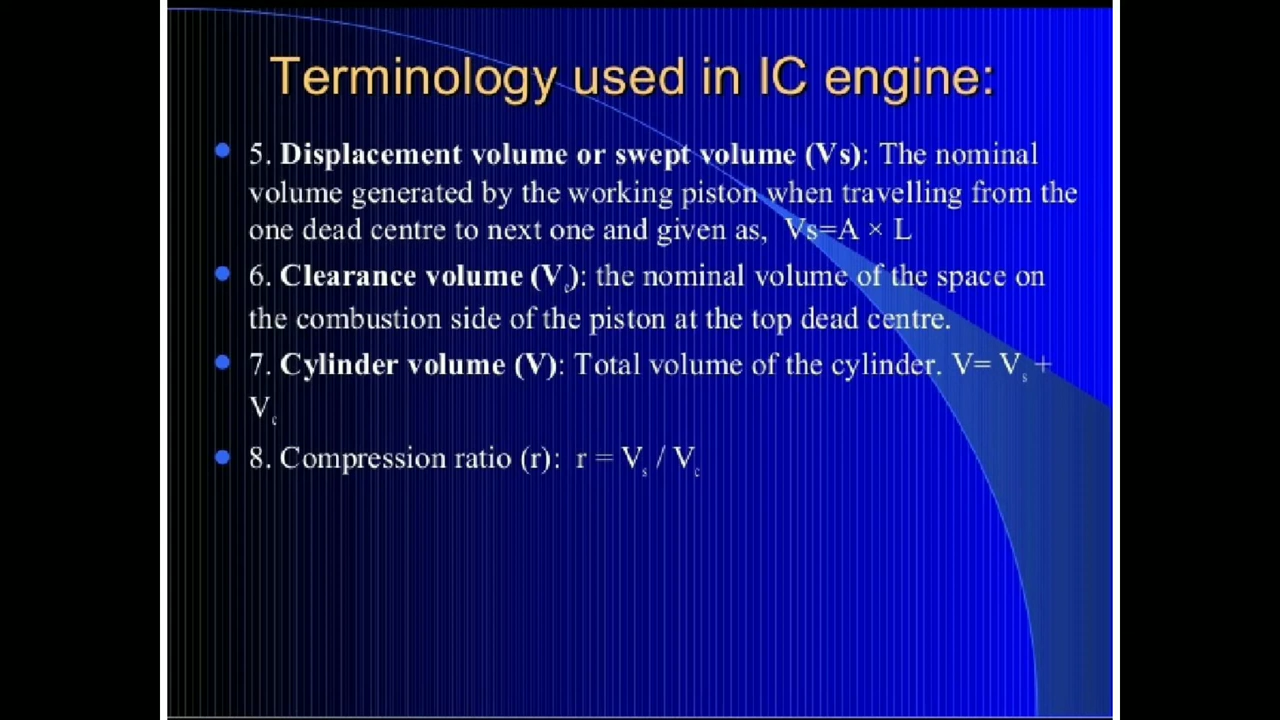 Terminology used in IC engine:
5. Displacement volume or swept volume (Vs): The nominal
volume generated by the working piston when travelling from the
one dead centre to next one and given as, Vs=A × L
6. Clearance volume (Vc): the nominal volume of the space on
the combustion side of the piston at the top dead centre.
7. Cylinder volume (V): Total volume of the cylinder. V= Vs +
Vc
8. Compression ratio (r): r = Vs / Vc